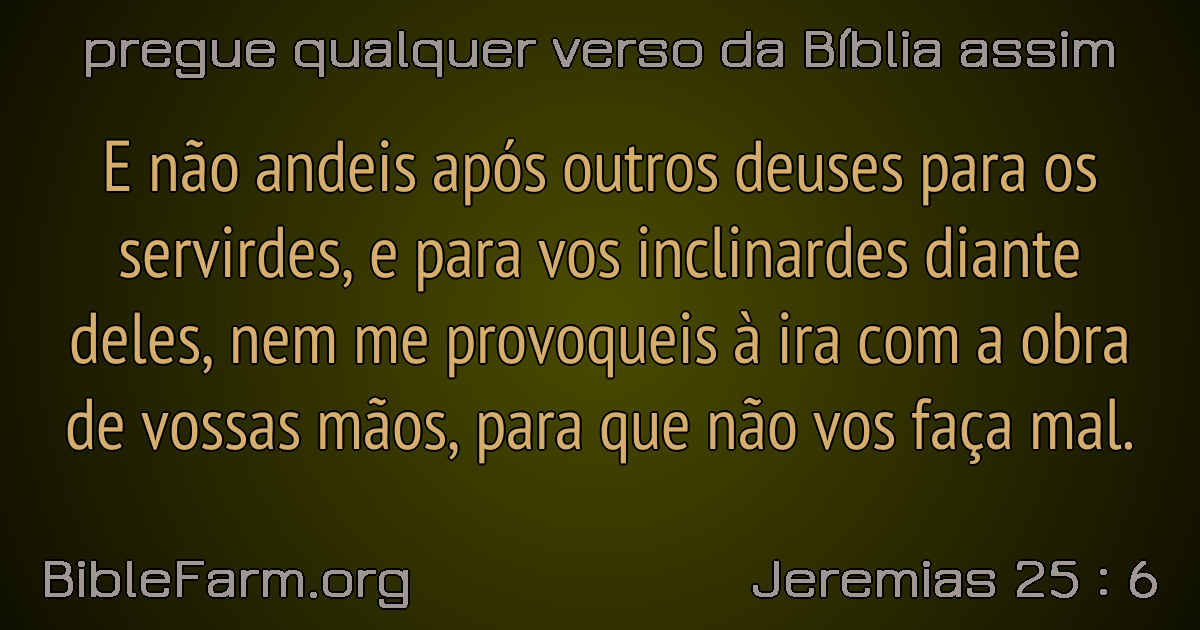 pregue qualquer verso da Bíblia assim
E não andeis após outros deuses para os
servirdes, e para vos inclinardes diante
deles, nem me provoqueis à ira com a obra
de vossas mãos, para que não vos faça mal.
BibleFarm.org
Jeremias 25 : 6